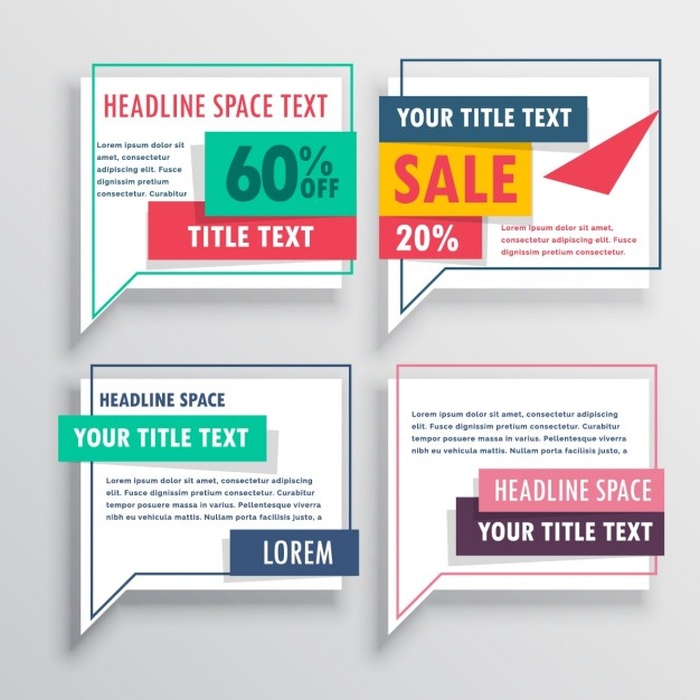 HEADLINE SPACE TEXT
Lorem ipsum dolor sit
amet, consectetur
adipiscing elit. Fusce
dignissim pretium
consectetur. Curabitur
60%
OFF
TITLE TEXT
YOUR TITLE TEXT
SALE
20%
Lorem ipsum dolor sit amet,
consectetur adipiscing elit. Fusce
dignissim pretium consectetur.
HEADLINE SPACE
YOUR TITLE TEXT
Lorem ipsum dolor sit amet, consectetur adipiscing
elit. Fusce dignissim pretium consectetur. Curabitur
tempor posuere massa in varius. Pellentesque viverra
nibh eu vehicula mattis. Nullam porta facilisis justo, a
LOREM
Lorem ipsum dolor sit amet, consectetur adipiscing
elit. Fusce dignissim pretium consectetur. Curabitur
tempor posuere massa in varius. Pellentesque viverra
nibh eu vehicula mattis. Nullam porta facilisis justo, a
HEADLINE SPACE
YOUR TITLE TEXT